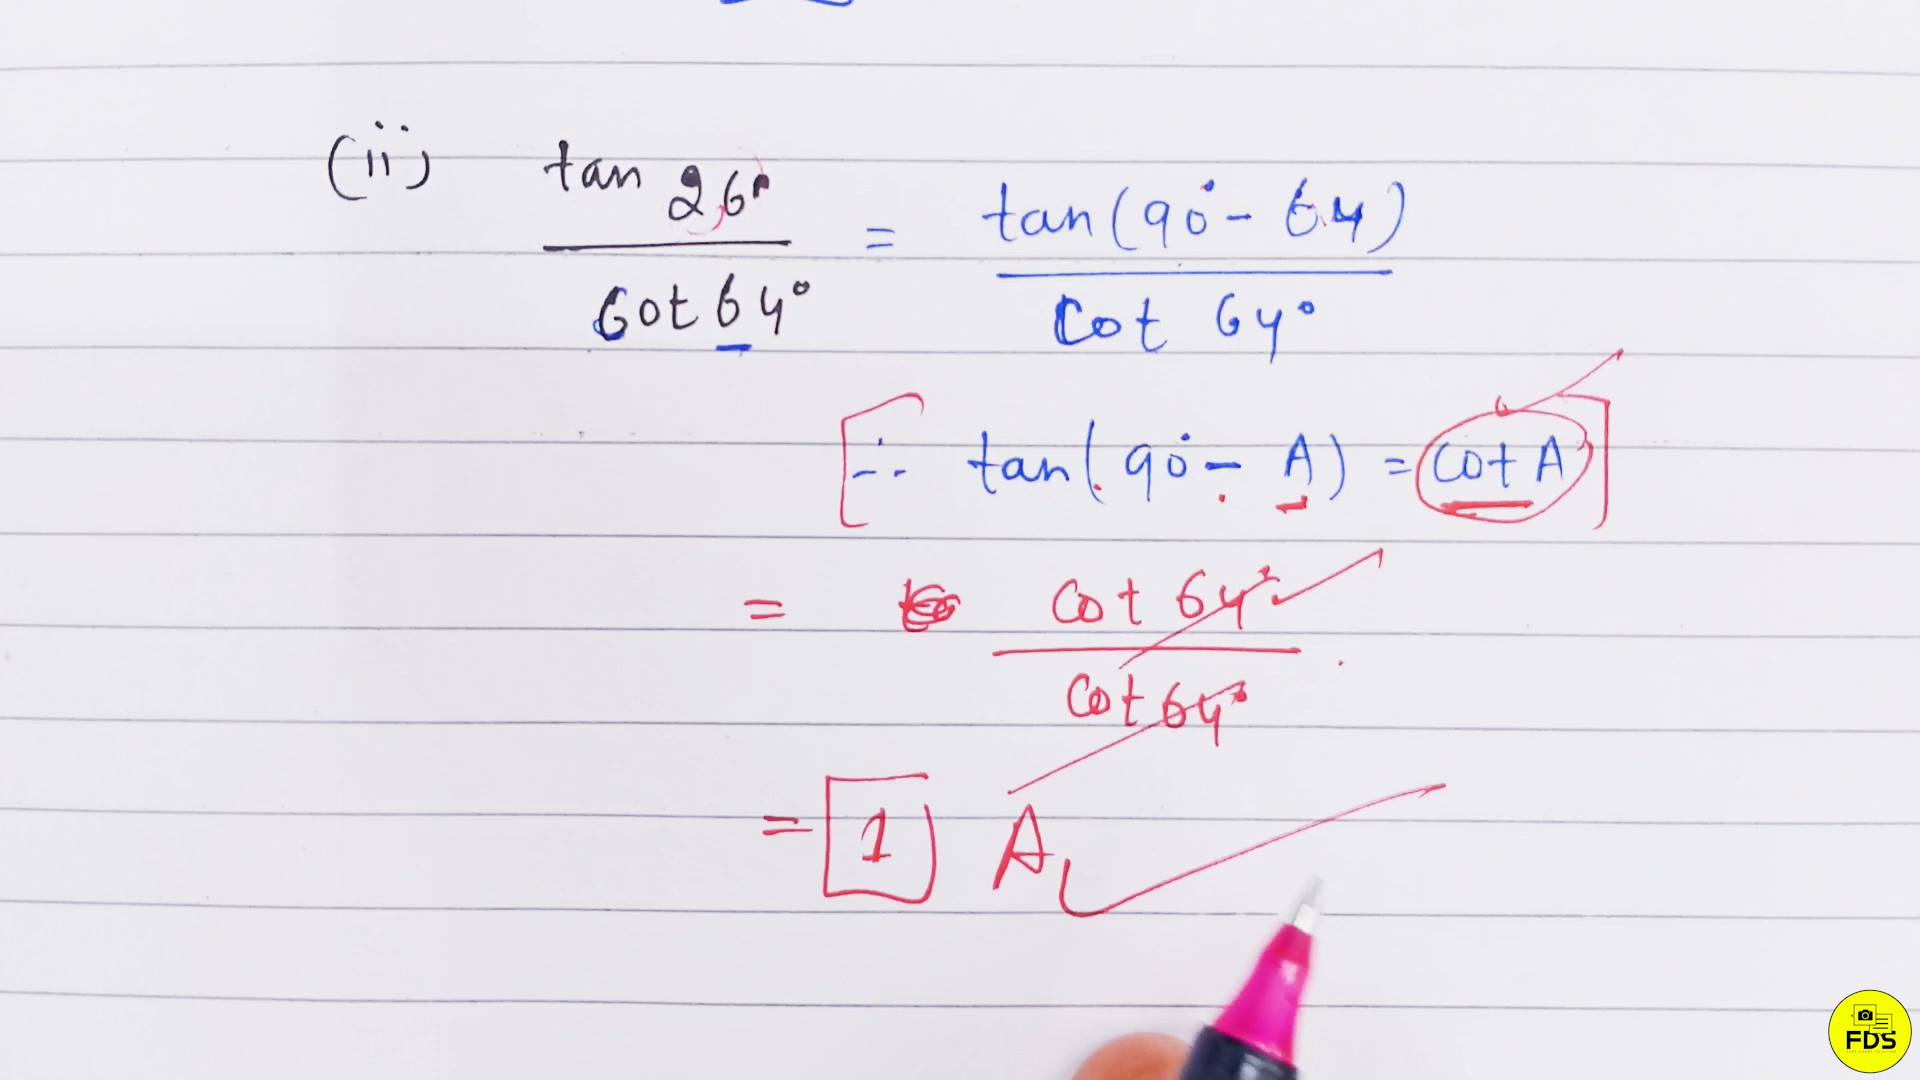 (ii) tan 26° / cot 64° = tan(90° - 64) / cot 64°
[∵ tan(90° - A) = cot A]
= cot 64° / cot 64°
= 1 A
FDS